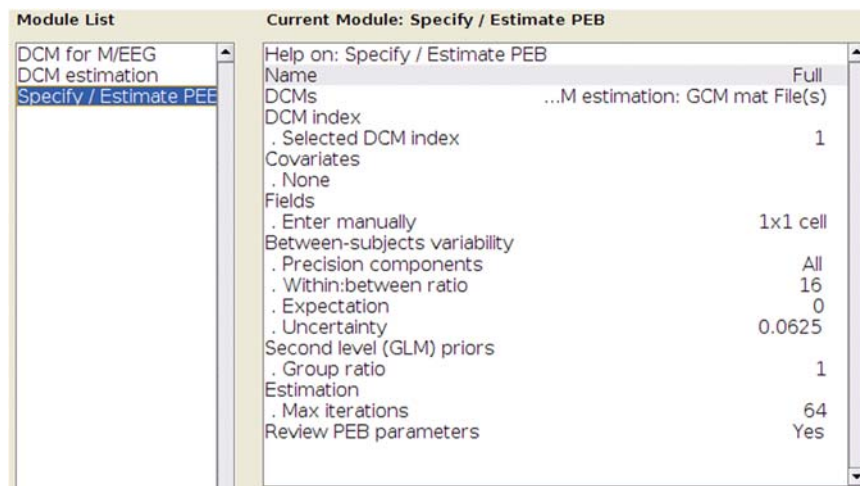 Module List
Current Module: Specify / Estimate PEB
DCM for M/EEG
DCM estimation
Specify / Estimate PEE
Help on: Specify / Estimate PEB
Name Full
DCMs ...M estimation: GCM mat File(s)
DCM index
. Selected DCM index 1
Covariates
. None
Fields
. Enter manually 1x1 cell
Between-subjects variability
. Precision components All
. Within:between ratio 16
. Expectation 0
. Uncertainty 0.0625
Second level (GLM) priors
. Group ratio 1
Estimation
. Max iterations 64
Review PEB parameters Yes